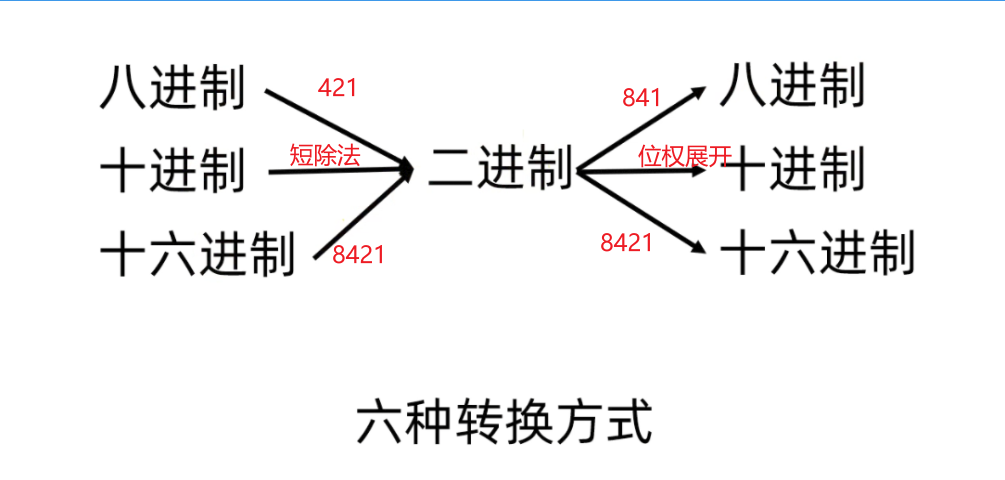 八进制
421
841
八进制
十进制
短除法
二进制
位权展开
十进制
十六进制
8421
8421
十六进制
六种转换方式